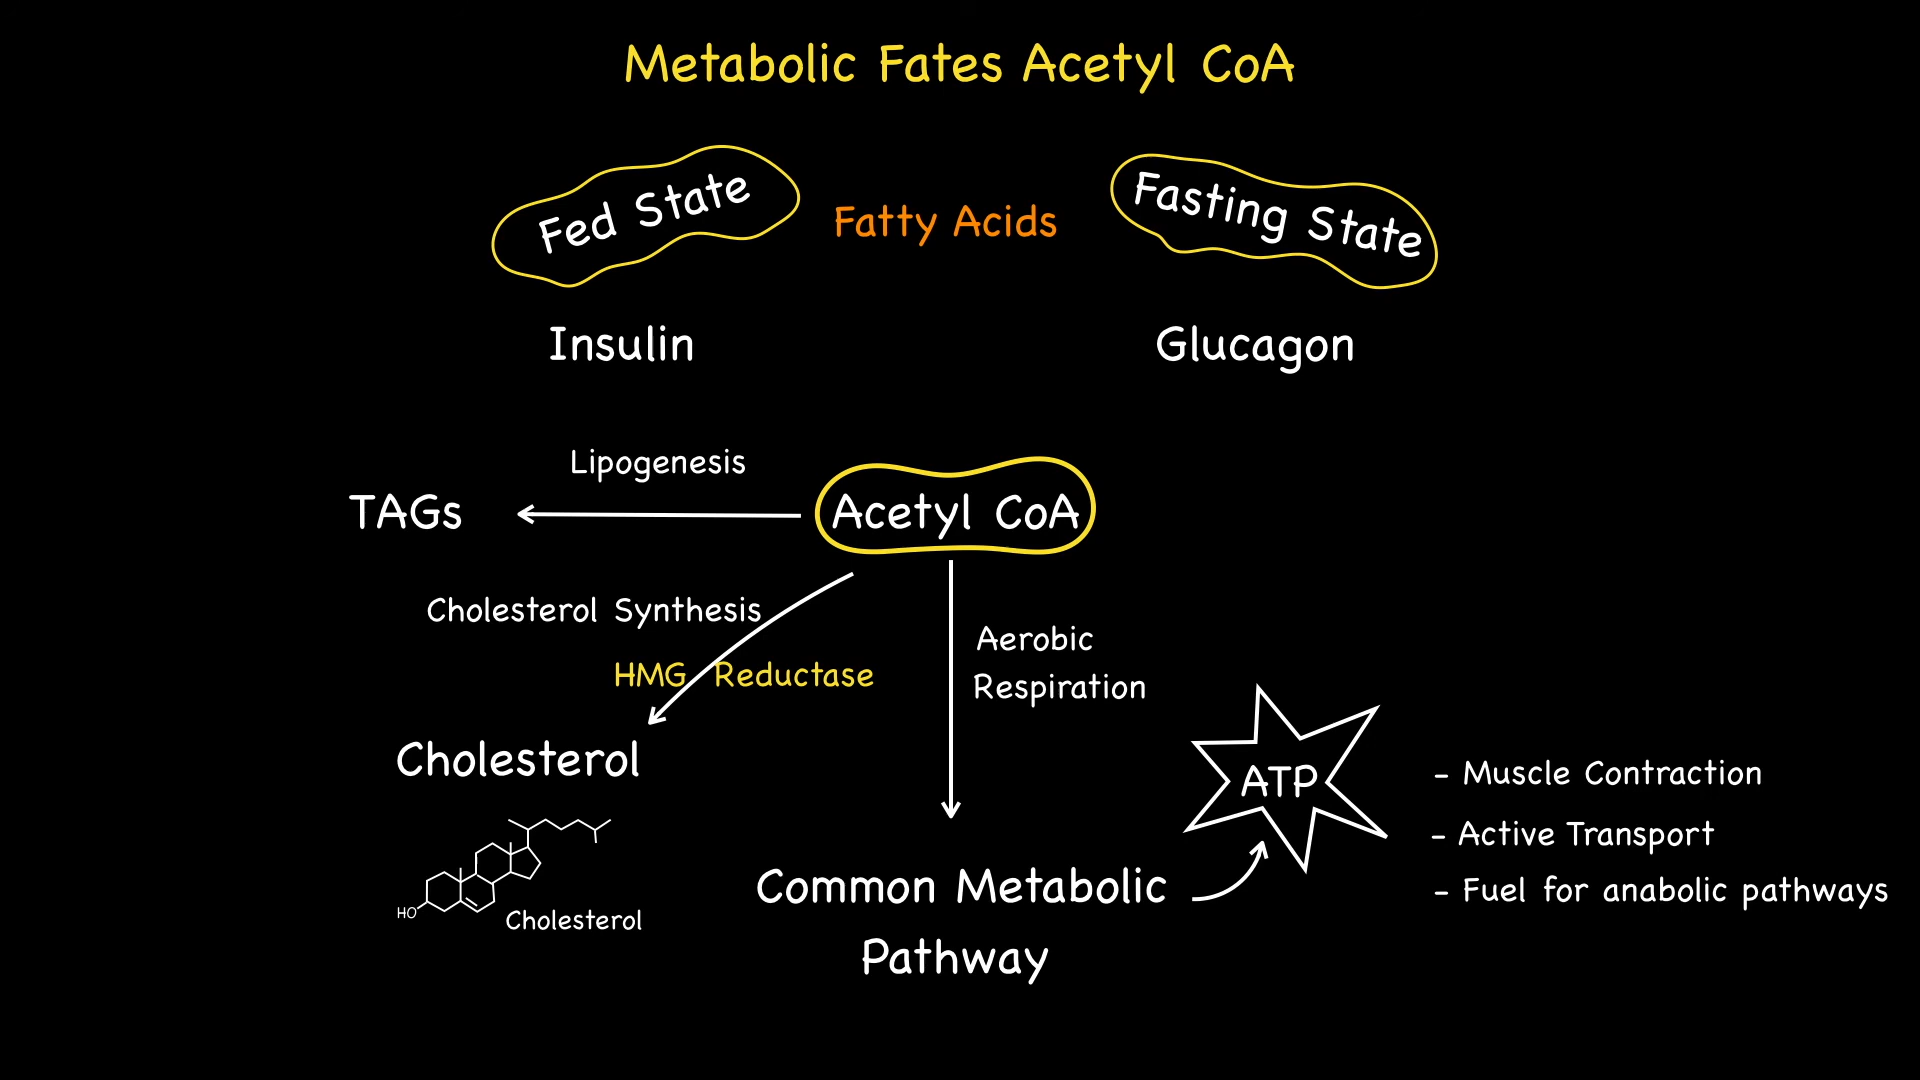 Metabolic Fates Acetyl CoA
Fed State
Fatty Acids
Fasting State
Insulin
Glucagon
Lipogenesis
TAGs
Acetyl CoA
Cholesterol Synthesis
HMG Reductase
Aerobic
Respiration
Cholesterol
HO
Cholesterol
Common Metabolic
Pathway
ATP
- Muscle Contraction
- Active Transport
- Fuel for anabolic pathways